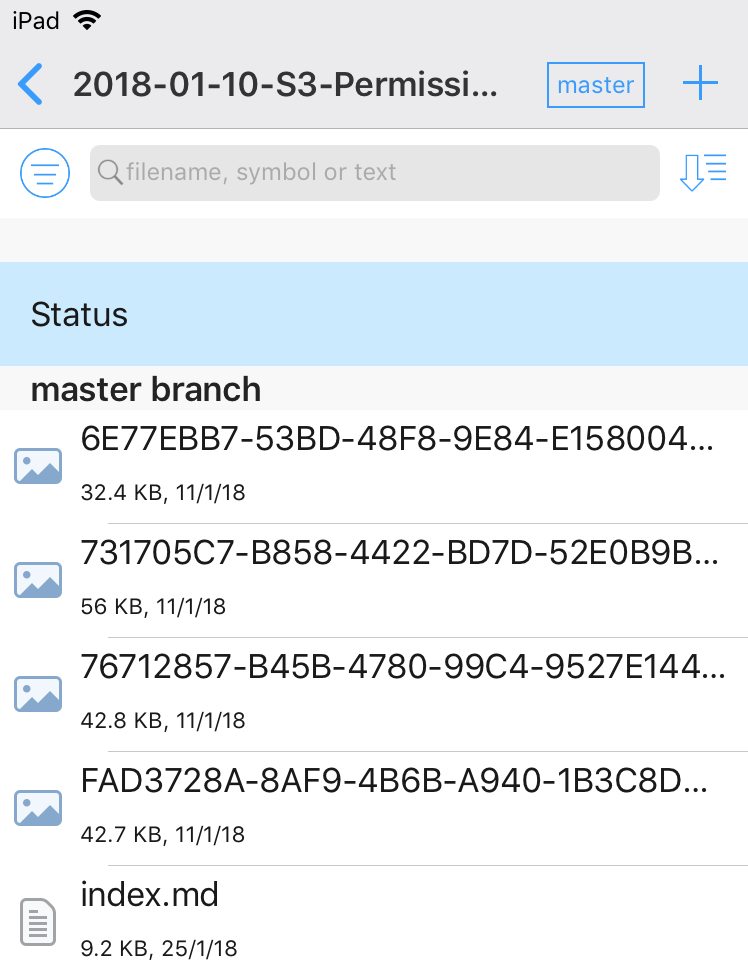 iPad
2018-01-10-S3-Permissi...
master
filename, symbol or text
Status
master branch
6E77EBB7-53BD-48F8-9E84-E158004...
32.4 KB, 11/1/18
731705C7-B858-4422-BD7D-52E0B9B...
56 KB, 11/1/18
76712857-B45B-4780-99C4-9527E144...
42.8 KB, 11/1/18
FAD3728A-8AF9-4B6B-A940-1B3C8D...
42.7 KB, 11/1/18
index.md
9.2 KB, 25/1/18